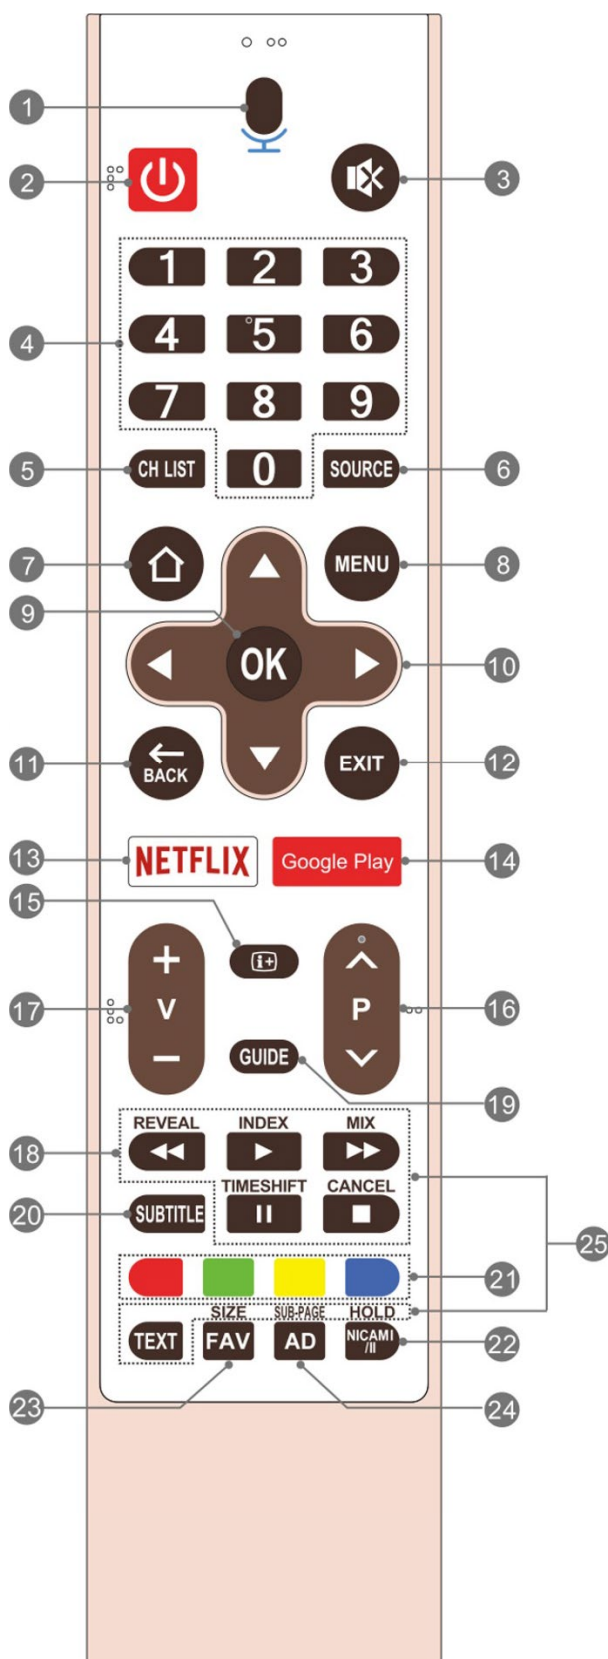 1
2
3
1 2 3
4
4 5 6
7 8 9
5
CH LIST
0
SOURCE
6
7
MENU
8
9
OK
10
11
BACK
EXIT
12
13
NETFLIX
Google Play
14
15
i+
17
V
P
16
GUIDE
19
REVEAL INDEX MIX
18
TIMESHIFT CANCEL
20
SUBTITLE
25
21
SIZE SUB-PAGE HOLD
TEXT
FAV
AD
NICAMI
/II
22
23
24